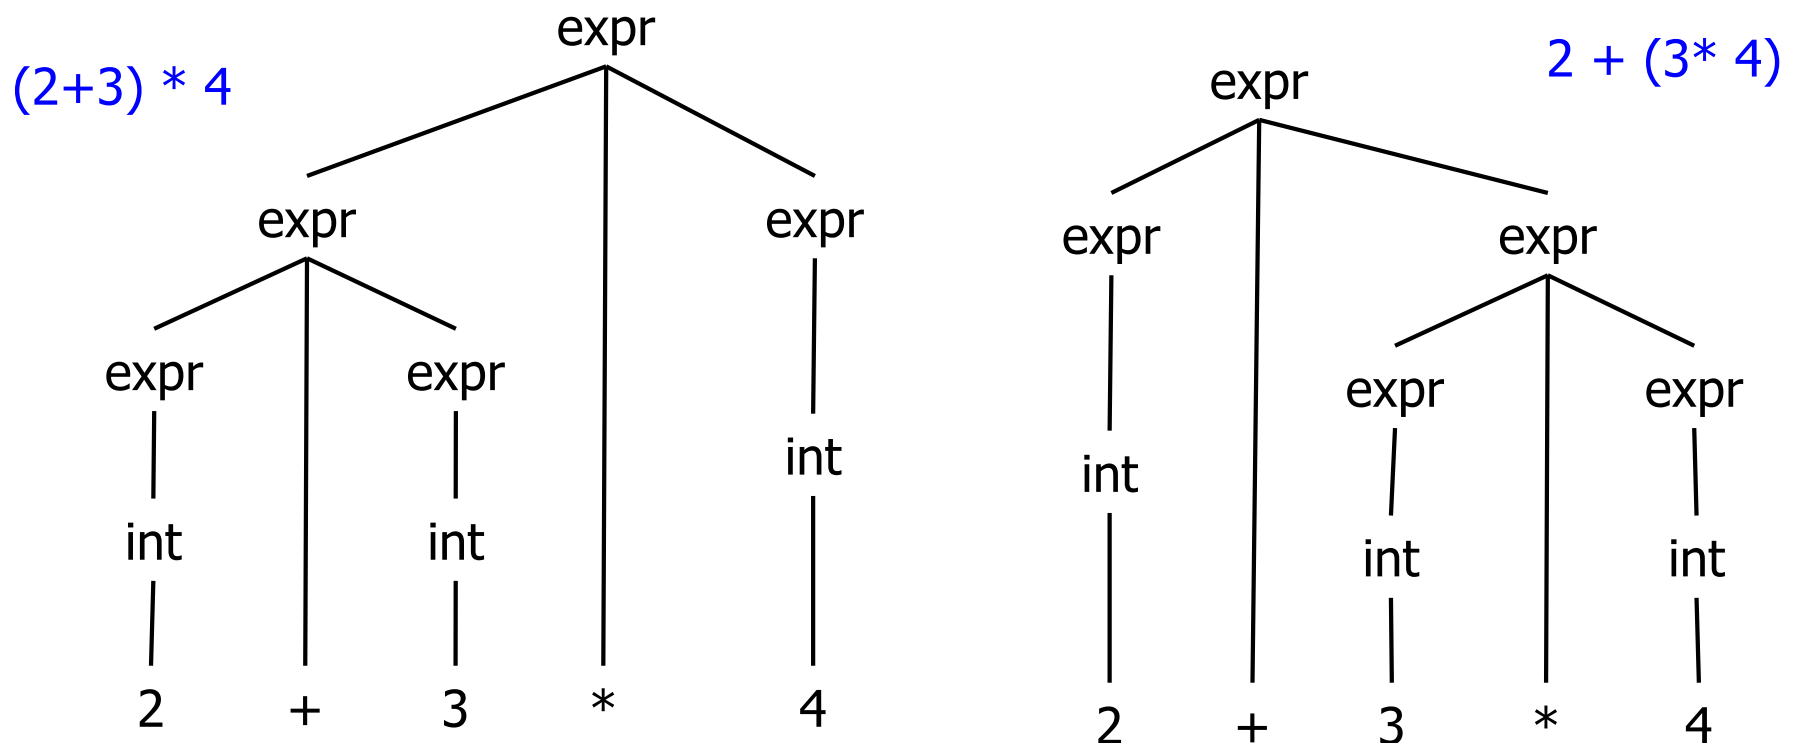 (2+3) * 4
expr
expr expr
expr expr
int
int int
2 + 3 * 4
2 + (3* 4)
expr
expr expr
expr expr
int
int int
2 + 3 * 4